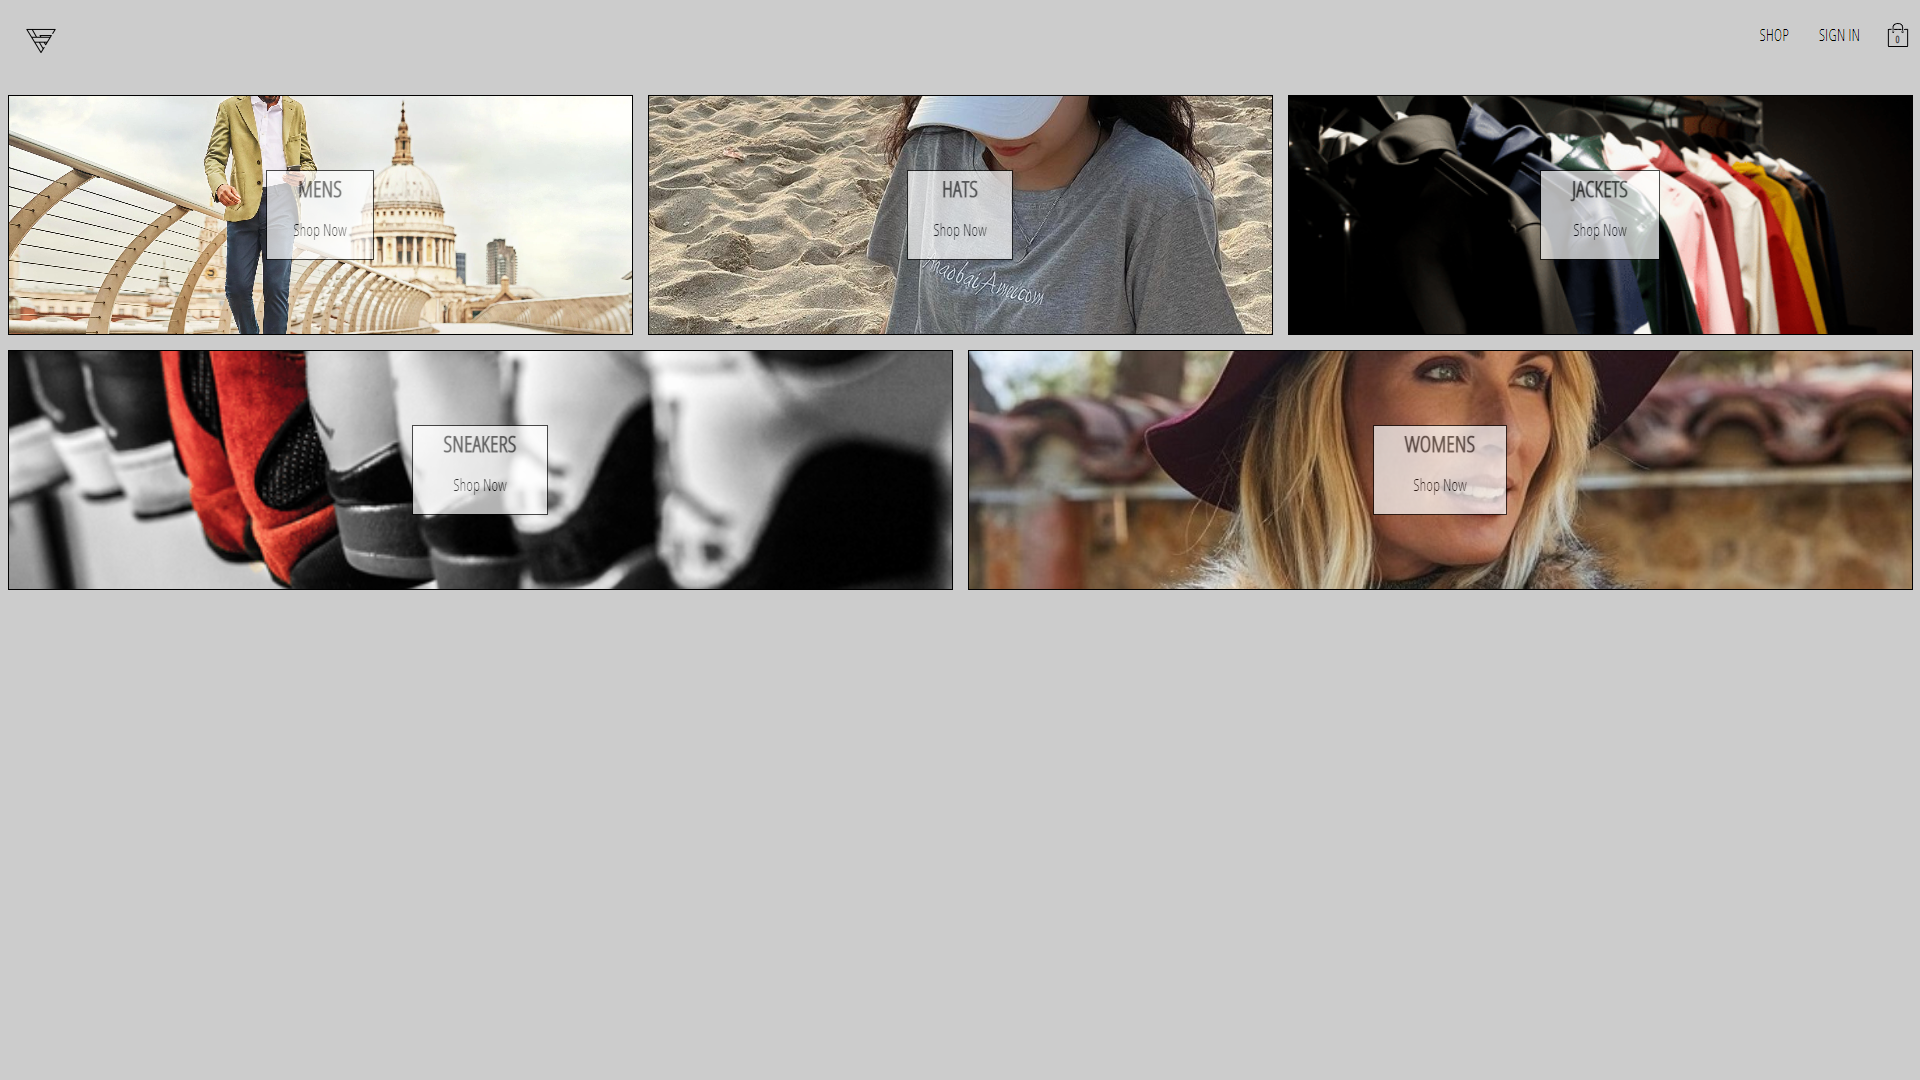 SHOP
SIGN IN
0
MENS
Shop Now
HATS
Shop Now
JACKETS
Shop Now
SNEAKERS
Shop Now
WOMENS
Shop Now